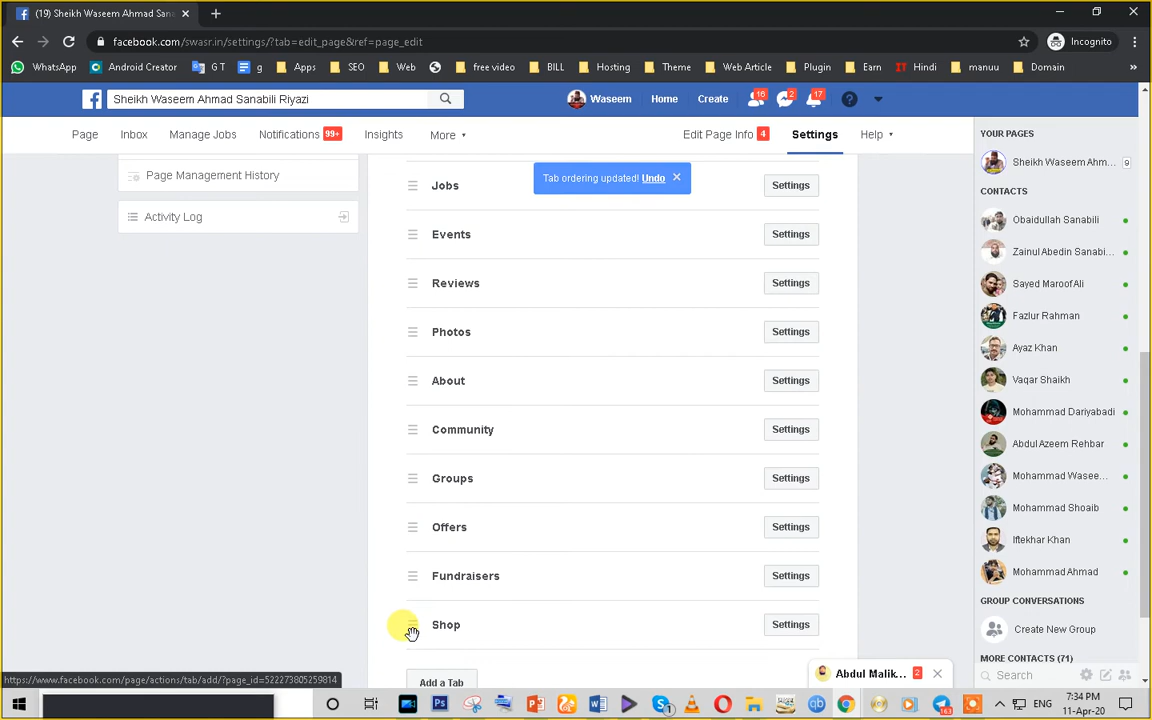 (19) Sheikh Waseem Ahmad San
facebook.com/swasr.in/settings/?tab=edit_page&ref=page_edit
Incognito
WhatsApp Android Creator G T g Apps SEO Web free video BILL Hosting Theme Web Article Plugin Earn IT Hindi manuu Domain »
Sheikh Waseem Ahmad Sanabili Riyazi
Waseem Home Create 16 2 17
Page Inbox Manage Jobs Notifications 99+ Insights More Edit Page Info 4 Settings Help
Page Management History
Activity Log
Tab ordering updated! Undo
Jobs Settings
Events Settings
Reviews Settings
Photos Settings
About Settings
Community Settings
Groups Settings
Offers Settings
Fundraisers Settings
Shop Settings
Add a Tab
YOUR PAGES
Sheikh Waseem Ahm... 9
CONTACTS
Obaidullah Sanabili
Zainul Abedin Sanabi...
Sayed MaroofAli
Fazlur Rahman
Ayaz Khan
Vaqar Shaikh
Mohammad Dariyabadi
Abdul Azeem Rehbar
Mohammad Wasee...
Mohammad Shoaib
Iftekhar Khan
Mohammad Ahmad
GROUP CONVERSATIONS
Create New Group
MORE CONTACTS (71)
Search
Abdul Malik... 2
https://www.facebook.com/page/actions/tab/add/?page_id=522273805259814
ENG
7:34 PM
11-Apr-20